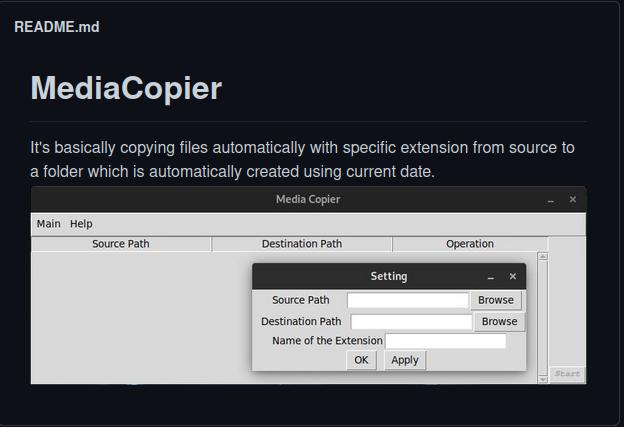 README.md
MediaCopier
It's basically copying files automatically with specific extension from source to
a folder which is automatically created using current date.
Media Copier
Main Help
Source Path Destination Path Operation
Setting
Source Path Browse
Destination Path Browse
Name of the Extension
OK Apply
Start